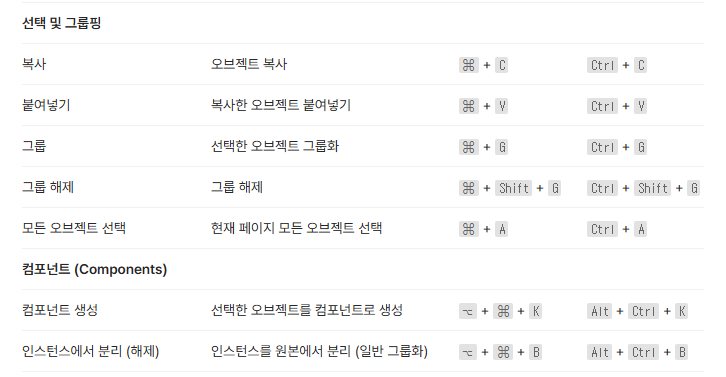 선택 및 그룹핑
복사 오브젝트 복사 ⌘ + C Ctrl + C
붙여넣기 복사한 오브젝트 붙여넣기 ⌘ + V Ctrl + V
그룹 선택한 오브젝트 그룹화 ⌘ + G Ctrl + G
그룹 해제 그룹 해제 ⌘ + Shift + G Ctrl + Shift + G
모든 오브젝트 선택 현재 페이지 모든 오브젝트 선택 ⌘ + A Ctrl + A
컴포넌트 (Components)
컴포넌트 생성 선택한 오브젝트를 컴포넌트로 생성 ⌥ + ⌘ + K Alt + Ctrl + K
인스턴스에서 분리 (해제) 인스턴스를 원본에서 분리 (일반 그룹화) ⌥ + ⌘ + B Alt + Ctrl + B